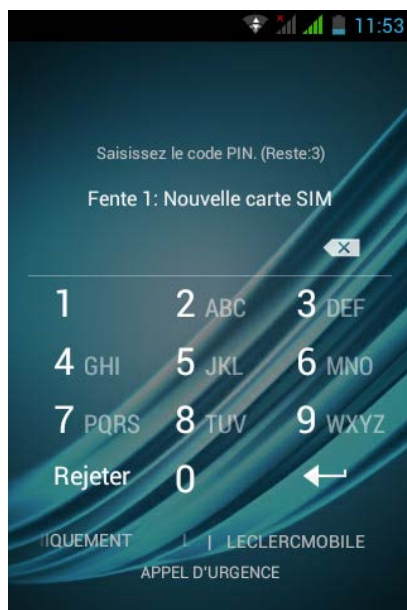 11:53
Saisissez le code PIN. (Reste:3)
Fente 1: Nouvelle carte SIM
1 2 ABC 3 DEF
4 GHI 5 JKL 6 MNO
7 PQRS 8 TUV 9 WXYZ
Rejeter 0
IQUEMENT L | LECLERCMOBILE
APPEL D'URGENCE